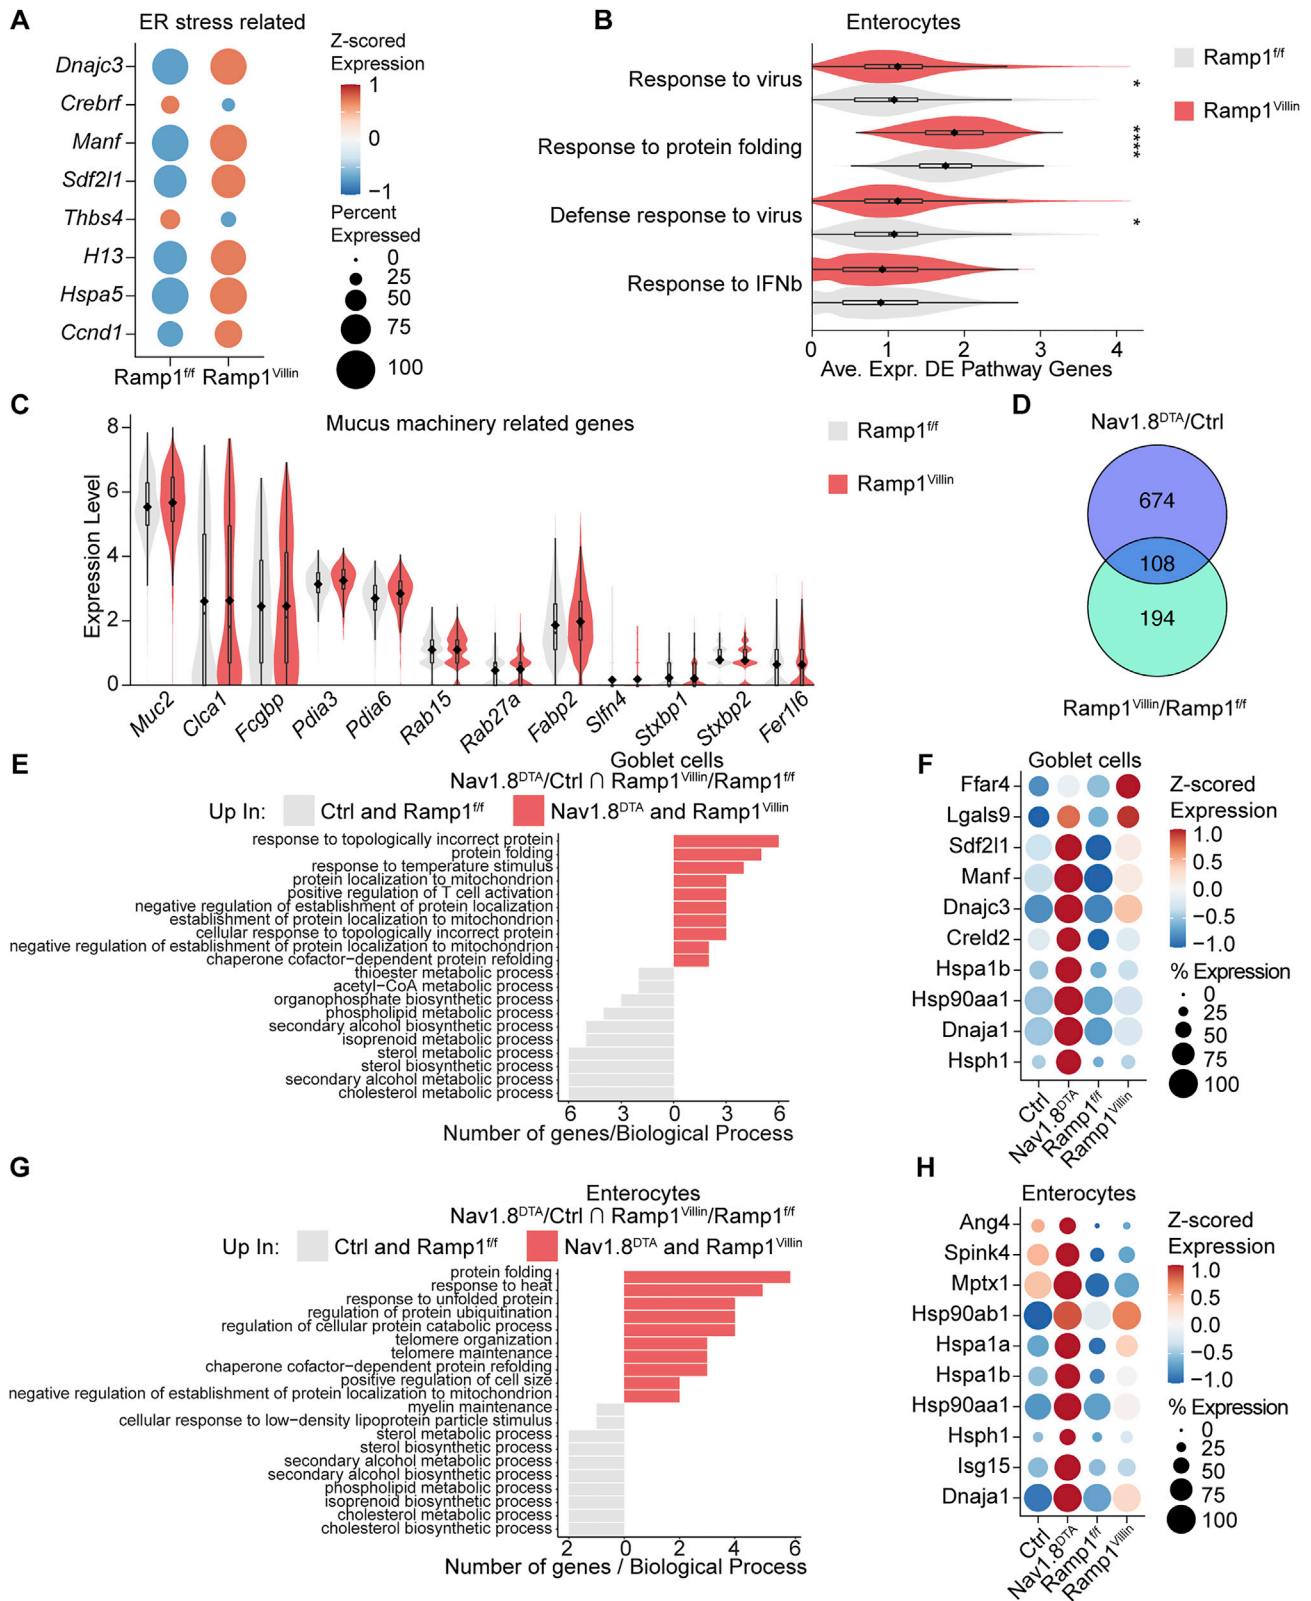 A
ER stress related
Dnajc3
Crebrf
Manf
Sdf2l1
Thbs4
H13
Hspa5
Ccnd1
Ramp1f/f Ramp1Villin
Z-scored
Expression
1
0
−1
Percent
Expressed
0
25
50
75
100
B
Enterocytes
Response to virus
Response to protein folding
Defense response to virus
Response to IFNb
*
****
*
0 1 2 3 4
Ave. Expr. DE Pathway Genes
Ramp1f/f
Ramp1Villin
C
Mucus machinery related genes
Expression Level
8
6
4
2
0
Muc2 Clca1 Fcgbp Pdia3 Pdia6 Rab15 Rab27a Fabp2 Slfn4 Stxbp1 Stxbp2 Fer1l6
Ramp1f/f
Ramp1Villin
D
Nav1.8DTA/Ctrl
674
108
194
Ramp1Villin/Ramp1f/f
E
Goblet cells
Nav1.8DTA/Ctrl ∩ Ramp1Villin/Ramp1f/f
Up In: Ctrl and Ramp1f/f Nav1.8DTA and Ramp1Villin
response to topologically incorrect protein
protein folding
response to temperature stimulus
protein localization to mitochondrion
positive regulation of T cell activation
negative regulation of establishment of protein localization
establishment of protein localization to mitochondrion
cellular response to topologically incorrect protein
negative regulation of establishment of protein localization to mitochondrion
chaperone cofactor−dependent protein refolding
thioester metabolic process
acetyl−CoA metabolic process
organophosphate biosynthetic process
phospholipid metabolic process
secondary alcohol biosynthetic process
isoprenoid metabolic process
sterol metabolic process
sterol biosynthetic process
secondary alcohol metabolic process
cholesterol metabolic process
6 3 0 3 6
Number of genes/Biological Process
F
Goblet cells
Ffar4
Lgals9
Sdf2l1
Manf
Dnajc3
Creld2
Hspa1b
Hsp90aa1
Dnaja1
Hsph1
Ctrl Nav1.8DTA Ramp1f/f Ramp1Villin
Z-scored
Expression
1.0
0.5
0.0
−0.5
−1.0
% Expression
0
25
50
75
100
G
Enterocytes
Nav1.8DTA/Ctrl ∩ Ramp1Villin/Ramp1f/f
Up In: Ctrl and Ramp1f/f Nav1.8DTA and Ramp1Villin
protein folding
response to heat
response to unfolded protein
regulation of protein ubiquitination
regulation of cellular protein catabolic process
telomere organization
telomere maintenance
chaperone cofactor−dependent protein refolding
positive regulation of cell size
negative regulation of establishment of protein localization to mitochondrion
myelin maintenance
cellular response to low−density lipoprotein particle stimulus
sterol metabolic process
sterol biosynthetic process
secondary alcohol metabolic process
secondary alcohol biosynthetic process
phospholipid metabolic process
isoprenoid biosynthetic process
cholesterol metabolic process
cholesterol biosynthetic process
2 0 2 4 6
Number of genes / Biological Process
H
Enterocytes
Ang4
Spink4
Mptx1
Hsp90ab1
Hspa1a
Hspa1b
Hsp90aa1
Hsph1
Isg15
Dnaja1
Ctrl Nav1.8DTA Ramp1f/f Ramp1Villin
Z-scored
Expression
1.0
0.5
0.0
−0.5
−1.0
% Expression
0
25
50
75
100